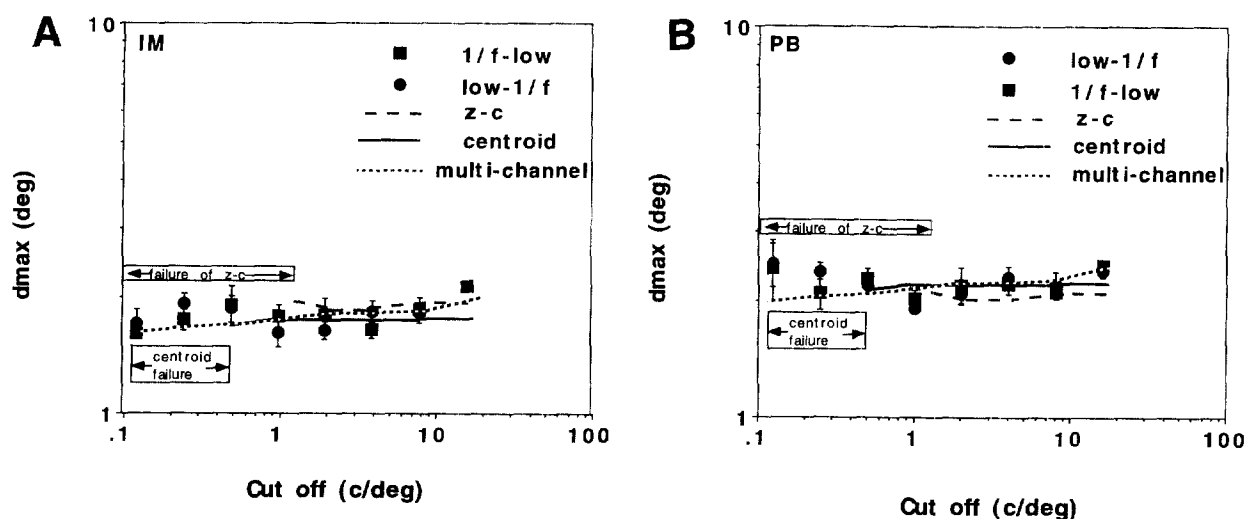 A
IM
10
1/f-low
low-1/f
z-c
centroid
multi-channel
dmax (deg)
failure of z-c
centroid
failure
1
.1
1
10
100
Cut off (c/deg)
B
PB
10
low-1/f
1/f-low
z-c
centroid
multi-channel
dmax (deg)
failure of z-c
centroid
failure
1
.1
1
10
100
Cut off (c/deg)